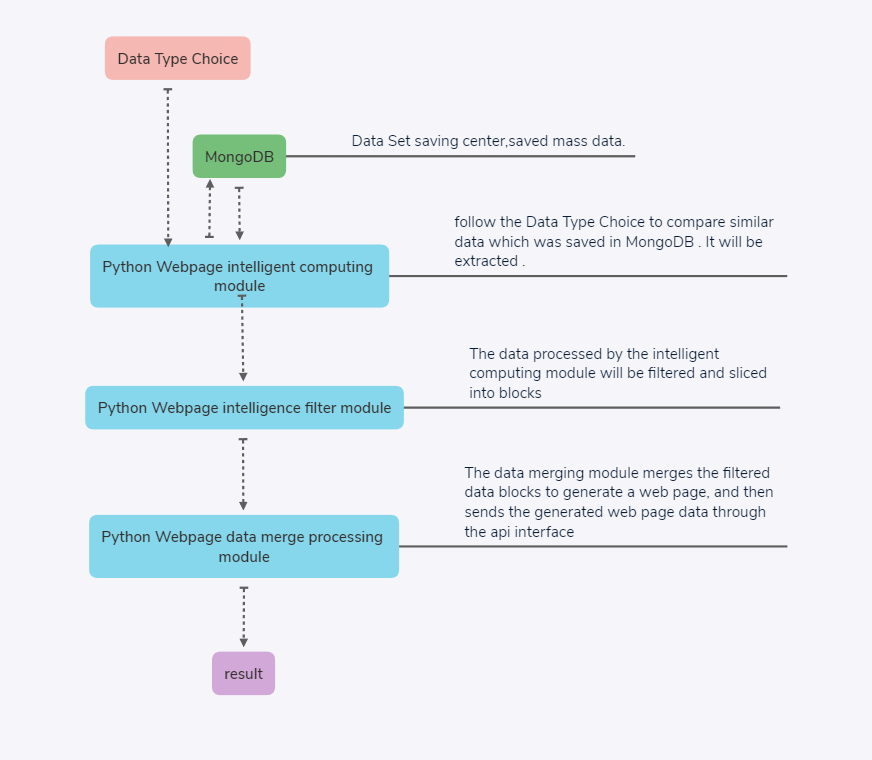 Data Type Choice
MongoDB
Data Set saving center,saved mass data.
follow the Data Type Choice to compare similar
data which was saved in MongoDB . It will be
extracted .
Python Webpage intelligent computing
module
The data processed by the intelligent
computing module will be filtered and sliced
into blocks
Python Webpage intelligence filter module
The data merging module merges the filtered
data blocks to generate a web page, and then
sends the generated web page data through
the api interface
Python Webpage data merge processing
module
result